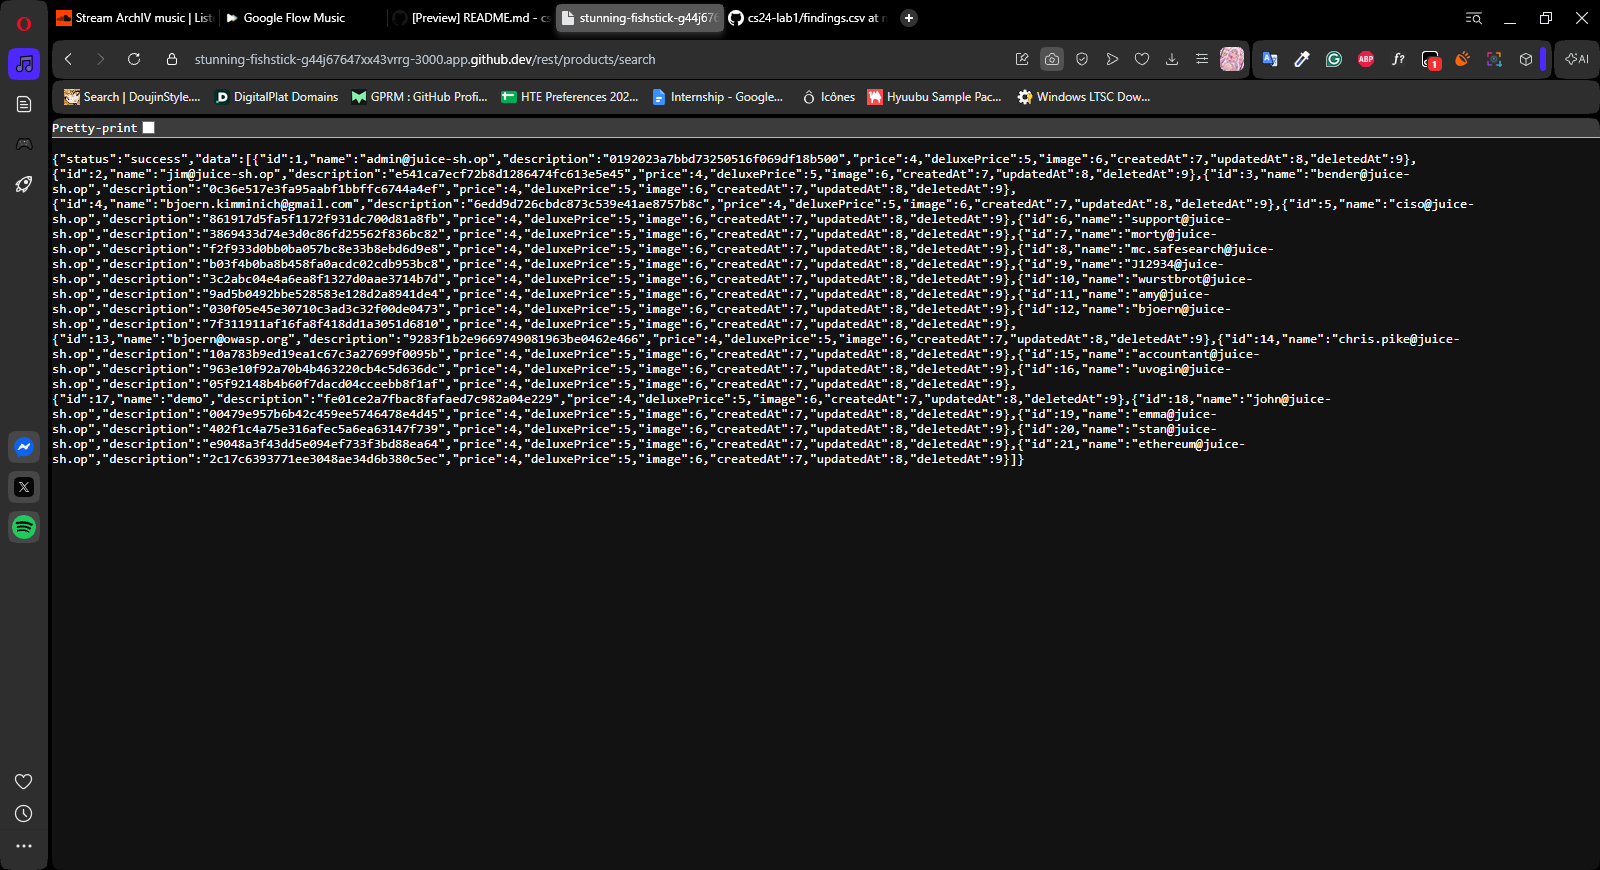 Stream ArchIV music | List
Google Flow Music
[Preview] README.md - cs
stunning-fishstick-g44j676
cs24-lab1/findings.csv at m
stunning-fishstick-g44j67647xx43vrrg-3000.app.github.dev/rest/products/search
ABP
f?
1
AI
Search | DoujinStyle....
DigitalPlat Domains
GPRM : GitHub Profi...
HTE Preferences 202...
Internship - Google...
Icônes
Hyuubu Sample Pac...
Windows LTSC Dow...
Pretty-print
{"status":"success","data":[{"id":1,"name":"admin@juice-sh.op","description":"0192023a7bbd73250516f069df18b500","price":4,"deluxePrice":5,"image":6,"createdAt":7,"updatedAt":8,"deletedAt":9},
{"id":2,"name":"jim@juice-sh.op","description":"e541ca7ecf72b8d1286474fc613e5e45","price":4,"deluxePrice":5,"image":6,"createdAt":7,"updatedAt":8,"deletedAt":9},{"id":3,"name":"bender@juice-
sh.op","description":"0c36e517e3fa95aabf1bbffc6744a4ef","price":4,"deluxePrice":5,"image":6,"createdAt":7,"updatedAt":8,"deletedAt":9},
{"id":4,"name":"bjoern.kimminich@gmail.com","description":"6edd9d726cbdc873c539e41ae8757b8c","price":4,"deluxePrice":5,"image":6,"createdAt":7,"updatedAt":8,"deletedAt":9},{"id":5,"name":"ciso@juice-
sh.op","description":"861917d5fa5f1172f931dc700d81a8fb","price":4,"deluxePrice":5,"image":6,"createdAt":7,"updatedAt":8,"deletedAt":9},{"id":6,"name":"support@juice-
sh.op","description":"3869433d74e3d0c86fd25562f836bc82","price":4,"deluxePrice":5,"image":6,"createdAt":7,"updatedAt":8,"deletedAt":9},{"id":7,"name":"morty@juice-
sh.op","description":"f2f933d0bb0ba057bc8e33b8ebd6d9e8","price":4,"deluxePrice":5,"image":6,"createdAt":7,"updatedAt":8,"deletedAt":9},{"id":8,"name":"mc.safesearch@juice-
sh.op","description":"b03f4b0ba8b458fa0acdc02cdb953bc8","price":4,"deluxePrice":5,"image":6,"createdAt":7,"updatedAt":8,"deletedAt":9},{"id":9,"name":"J12934@juice-
sh.op","description":"3c2abc04e4a6ea8f1327d0aae3714b7d","price":4,"deluxePrice":5,"image":6,"createdAt":7,"updatedAt":8,"deletedAt":9},{"id":10,"name":"wurstbrot@juice-
sh.op","description":"9ad5b0492bbe528583e128d2a8941de4","price":4,"deluxePrice":5,"image":6,"createdAt":7,"updatedAt":8,"deletedAt":9},{"id":11,"name":"amy@juice-
sh.op","description":"030f05e45e30710c3ad3c32f00de0473","price":4,"deluxePrice":5,"image":6,"createdAt":7,"updatedAt":8,"deletedAt":9},{"id":12,"name":"bjoern@juice-
sh.op","description":"7f311911af16fa8f418dd1a3051d6810","price":4,"deluxePrice":5,"image":6,"createdAt":7,"updatedAt":8,"deletedAt":9},
{"id":13,"name":"bjoern@owasp.org","description":"9283f1b2e9669749081963be0462e466","price":4,"deluxePrice":5,"image":6,"createdAt":7,"updatedAt":8,"deletedAt":9},{"id":14,"name":"chris.pike@juice-
sh.op","description":"10a783b9ed19ea1c67c3a27699f0095b","price":4,"deluxePrice":5,"image":6,"createdAt":7,"updatedAt":8,"deletedAt":9},{"id":15,"name":"accountant@juice-
sh.op","description":"963e10f92a70b4b463220cb4c5d636dc","price":4,"deluxePrice":5,"image":6,"createdAt":7,"updatedAt":8,"deletedAt":9},{"id":16,"name":"uvogin@juice-
sh.op","description":"05f92148b4b60f7dacd04cceebb8f1af","price":4,"deluxePrice":5,"image":6,"createdAt":7,"updatedAt":8,"deletedAt":9},
{"id":17,"name":"demo","description":"fe01ce2a7fbac8fafaed7c982a04e229","price":4,"deluxePrice":5,"image":6,"createdAt":7,"updatedAt":8,"deletedAt":9},{"id":18,"name":"john@juice-
sh.op","description":"00479e957b6b42c459ee5746478e4d45","price":4,"deluxePrice":5,"image":6,"createdAt":7,"updatedAt":8,"deletedAt":9},{"id":19,"name":"emma@juice-
sh.op","description":"402f1c4a75e316afec5a6ea63147f739","price":4,"deluxePrice":5,"image":6,"createdAt":7,"updatedAt":8,"deletedAt":9},{"id":20,"name":"stan@juice-
sh.op","description":"e9048a3f43dd5e094ef733f3bd88ea64","price":4,"deluxePrice":5,"image":6,"createdAt":7,"updatedAt":8,"deletedAt":9},{"id":21,"name":"ethereum@juice-
sh.op","description":"2c17c6393771ee3048ae34d6b380c5ec","price":4,"deluxePrice":5,"image":6,"createdAt":7,"updatedAt":8,"deletedAt":9}]}